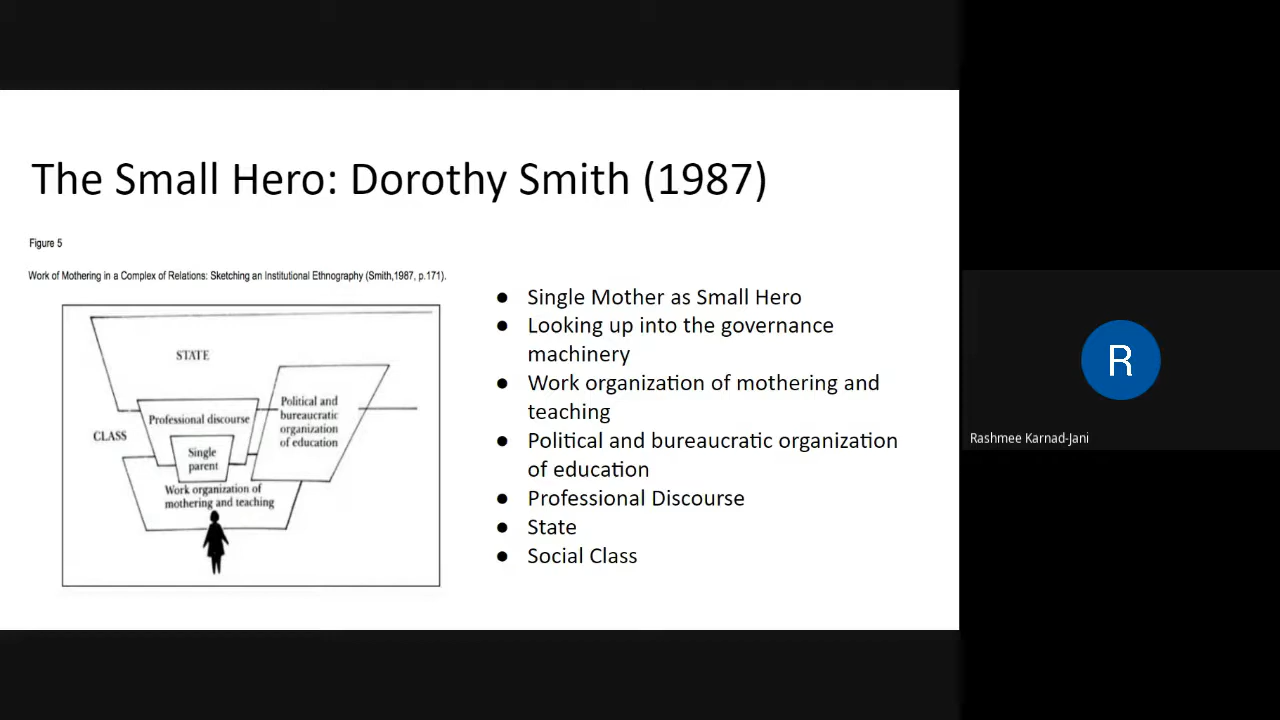 The Small Hero: Dorothy Smith (1987)
Figure 5
Work of Mothering in a Complex of Relations: Sketching an Institutional Ethnography (Smith,1987, p.171).
STATE
CLASS
Professional discourse
Single
parent
Political and
bureaucratic
organization
of education
Work organization of
mothering and teaching
● Single Mother as Small Hero
● Looking up into the governance
machinery
● Work organization of mothering and
teaching
● Political and bureaucratic organization
of education
● Professional Discourse
● State
● Social Class
R
Rashmee Karnad-Jani